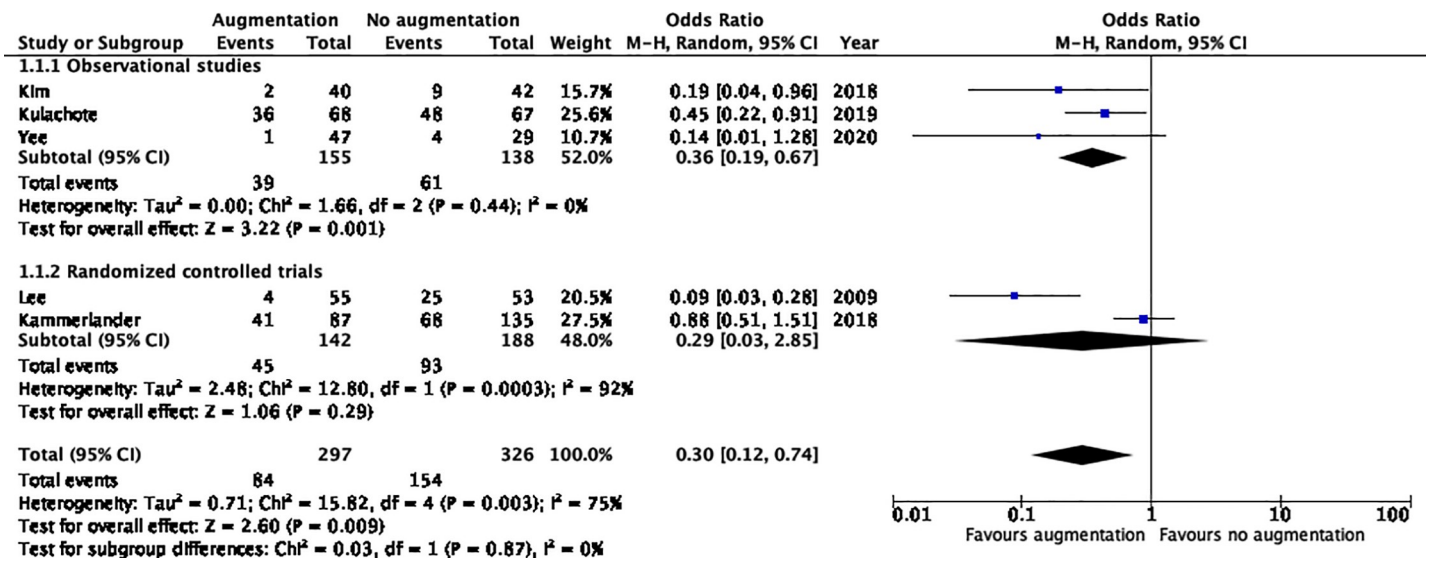 Augmentation No augmentation Odds Ratio Odds Ratio
Study or Subgroup Events Total Events Total Weight M-H, Random, 95% CI Year M-H, Random, 95% CI
1.1.1 Observational studies
Kim 2 40 9 42 15.7% 0.19 [0.04, 0.96] 2018
Kulachote 36 68 48 67 25.6% 0.45 [0.22, 0.91] 2019
Yee 1 47 4 29 10.7% 0.14 [0.01, 1.28] 2020
Subtotal (95% CI) 155 138 52.0% 0.36 [0.19, 0.67]
Total events 39 61
Heterogeneity: Tau² = 0.00; Chi² = 1.66, df = 2 (P = 0.44); I² = 0%
Test for overall effect: Z = 3.22 (P = 0.001)
1.1.2 Randomized controlled trials
Lee 4 55 25 53 20.5% 0.09 [0.03, 0.28] 2009
Kammerlander 41 87 68 135 27.5% 0.88 [0.51, 1.51] 2018
Subtotal (95% CI) 142 188 48.0% 0.29 [0.03, 2.85]
Total events 45 93
Heterogeneity: Tau² = 2.48; Chi² = 12.80, df = 1 (P = 0.0003); I² = 92%
Test for overall effect: Z = 1.06 (P = 0.29)
Total (95% CI) 297 326 100.0% 0.30 [0.12, 0.74]
Total events 84 154
Heterogeneity: Tau² = 0.71; Chi² = 15.82, df = 4 (P = 0.003); I² = 75%
Test for overall effect: Z = 2.60 (P = 0.009)
Test for subgroup differences: Chi² = 0.03, df = 1 (P = 0.87), I² = 0%
0.01 0.1 1 10 100
Favours augmentation Favours no augmentation